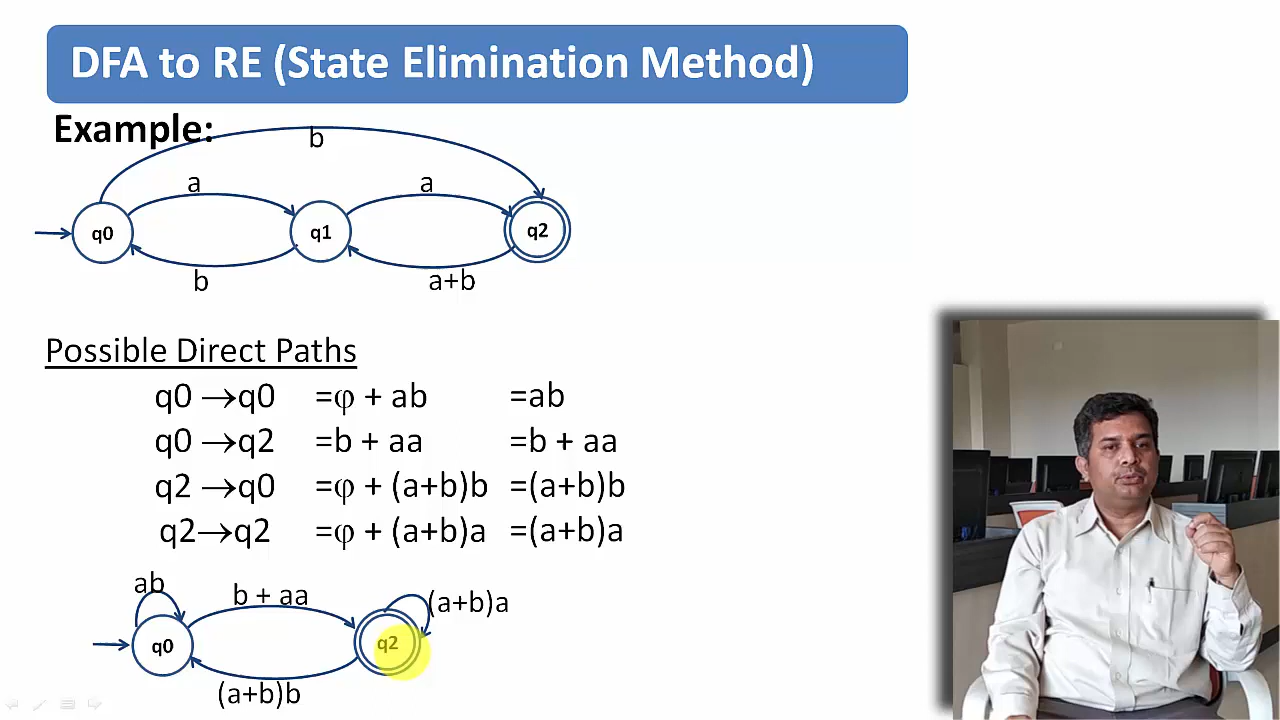 DFA to RE (State Elimination Method)
Example:
b
a
a
q0
q1
q2
b
a+b
Possible Direct Paths
q0 →q0 =φ + ab =ab
q0 →q2 =b + aa =b + aa
q2 →q0 =φ + (a+b)b =(a+b)b
q2→q2 =φ + (a+b)a =(a+b)a
ab
b + aa
(a+b)a
q0
q2
(a+b)b